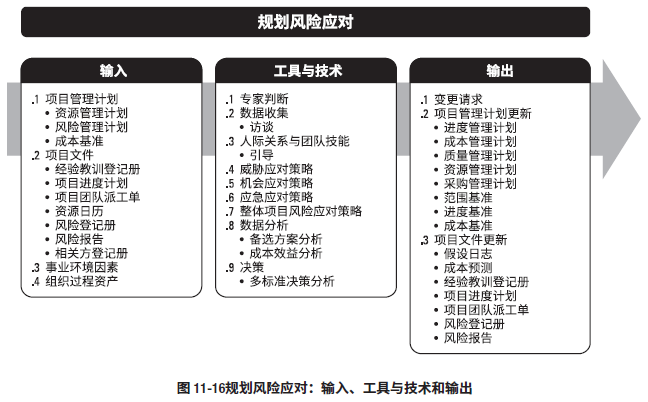 规划风险应对
输入
.1 项目管理计划
• 资源管理计划
• 风险管理计划
• 成本基准
.2 项目文件
• 经验教训登记册
• 项目进度计划
• 项目团队派工单
• 资源日历
• 风险登记册
• 风险报告
• 相关方登记册
.3 事业环境因素
.4 组织过程资产
工具与技术
.1 专家判断
.2 数据收集
• 访谈
.3 人际关系与团队技能
• 引导
.4 威胁应对策略
.5 机会应对策略
.6 应急应对策略
.7 整体项目风险应对策略
.8 数据分析
• 备选方案分析
• 成本效益分析
.9 决策
• 多标准决策分析
输出
.1 变更请求
.2 项目管理计划更新
• 进度管理计划
• 成本管理计划
• 质量管理计划
• 资源管理计划
• 采购管理计划
• 范围基准
• 进度基准
• 成本基准
.3 项目文件更新
• 假设日志
• 成本预测
• 经验教训登记册
• 项目进度计划
• 项目团队派工单
• 风险登记册
• 风险报告
图 11-16规划风险应对：输入、工具与技术和输出